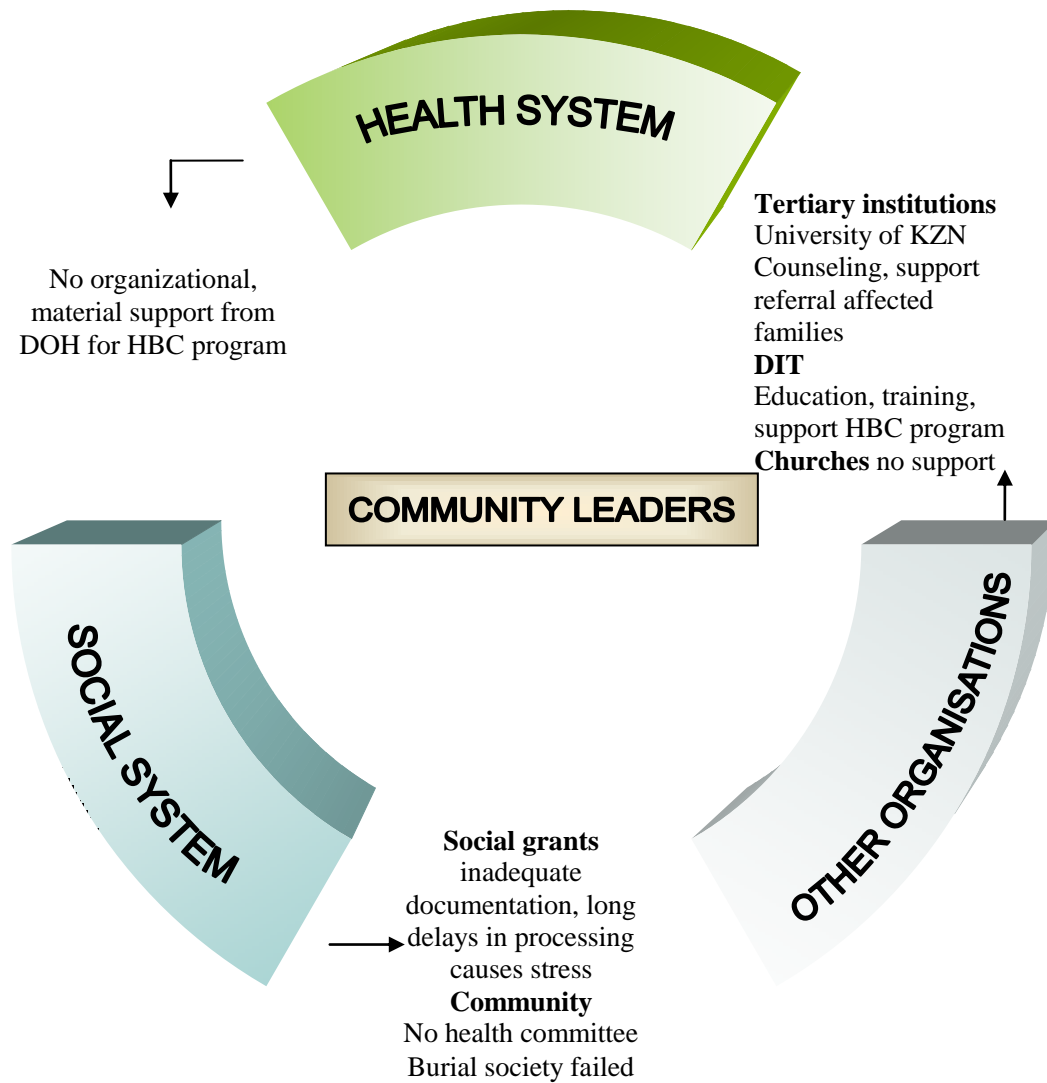 HEALTH SYSTEM
No organizational,
material support from
DOH for HBC program
Tertiary institutions
University of KZN
Counseling, support
referral affected
families
DIT
Education, training,
support HBC program
Churches no support
COMMUNITY LEADERS
SOCIAL SYSTEM
OTHER ORGANISATIONS
Social grants
inadequate
documentation, long
delays in processing
causes stress
Community
No health committee
Burial society failed